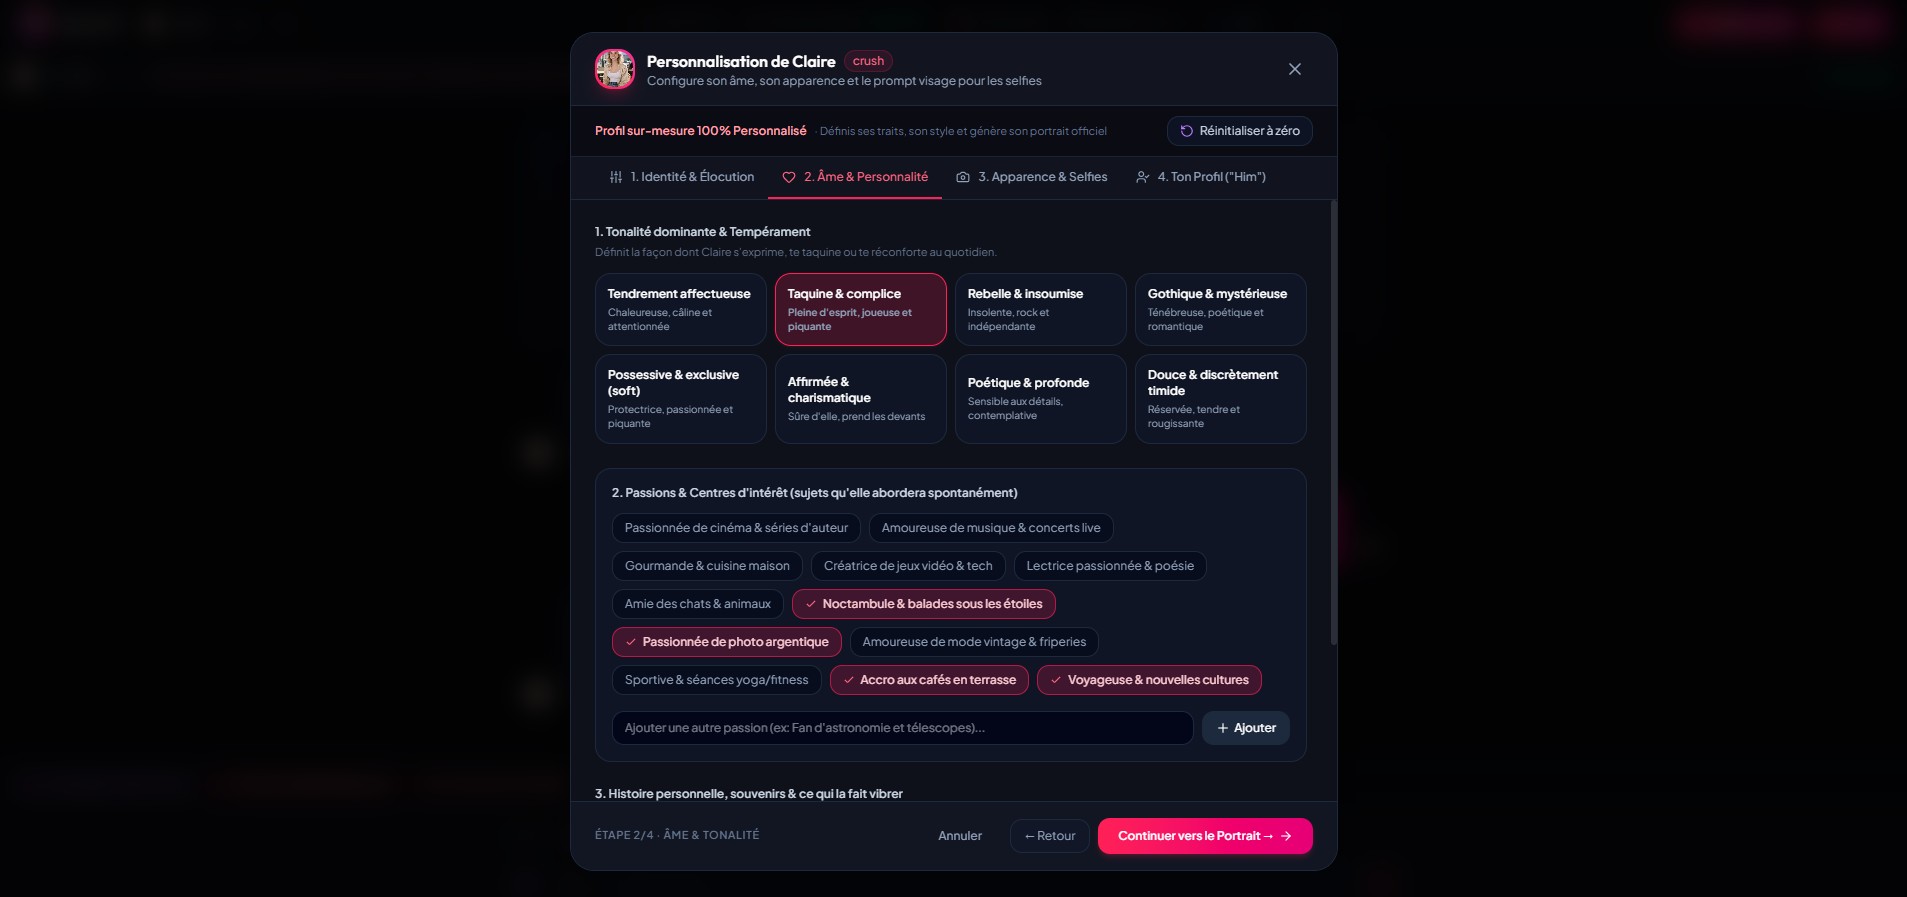 Personnalisation de Claire crush
Configure son âme, son apparence et le prompt visage pour les selfies
Profil sur-mesure 100% Personnalisé · Définis ses traits, son style et génère son portrait officiel
Réinitialiser à zéro
1. Identité & Élocution
2. Âme & Personnalité
3. Apparence & Selfies
4. Ton Profil ("Him")
1. Tonalité dominante & Tempérament
Définit la façon dont Claire s'exprime, te taquine ou te réconforte au quotidien.
Tendrement affectueuse
Chaleureuse, câline et
attentionnée
Taquine & complice
Pleine d'esprit, joueuse et
piquante
Rebelle & insoumise
Insolente, rock et
indépendante
Gothique & mystérieuse
Ténébreuse, poétique et
romantique
Possessive & exclusive
(soft)
Protectrice, passionnée et
piquante
Affirmée &
charismatique
Sûre d'elle, prend les devants
Poétique & profonde
Sensible aux détails,
contemplative
Douce & discrètement
timide
Réservée, tendre et
rougissante
2. Passions & Centres d'intérêt (sujets qu'elle abordera spontanément)
Passionnée de cinéma & séries d'auteur
Amoureuse de musique & concerts live
Gourmande & cuisine maison
Créatrice de jeux vidéo & tech
Lectrice passionnée & poésie
Amie des chats & animaux
Noctambule & balades sous les étoiles
Passionnée de photo argentique
Amoureuse de mode vintage & friperies
Sportive & séances yoga/fitness
Accro aux cafés en terrasse
Voyageuse & nouvelles cultures
Ajouter une autre passion (ex: Fan d'astronomie et télescopes)...
+ Ajouter
3. Histoire personnelle, souvenirs & ce qui la fait vibrer
ÉTAPE 2/4 · ÂME & TONALITÉ
Annuler
← Retour
Continuer vers le Portrait → →